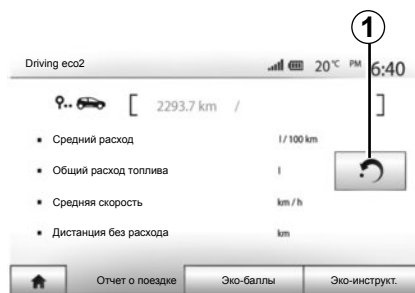 1
Driving eco2 20°C PM 6:40
[ 2293.7 km / ]
▪ Средний расход l / 100 km
▪ Общий расход топлива l
▪ Средняя скорость km / h
▪ Дистанция без расхода km
Отчет о поездке Эко-баллы Эко-инструкт.